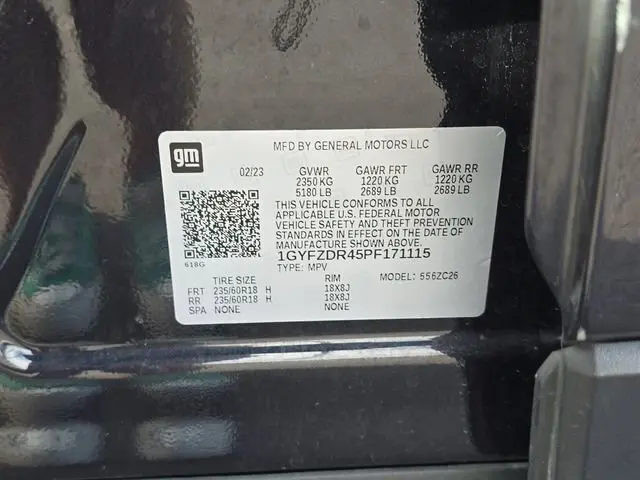 gm
MFD BY GENERAL MOTORS LLC
02/23 GVWR GAWR FRT GAWR RR
2350 KG 1220 KG 1220 KG
5180 LB 2689 LB 2689 LB
THIS VEHICLE CONFORMS TO ALL
APPLICABLE U.S. FEDERAL MOTOR
VEHICLE SAFETY AND THEFT PREVENTION
STANDARDS IN EFFECT ON THE DATE OF
MANUFACTURE SHOWN ABOVE.
1GYFZDR45PF171115
618G
TYPE: MPV MODEL: 556ZC26
TIRE SIZE RIM
FRT 235/60R18 H 18X8J
RR 235/60R18 H 18X8J
SPA NONE NONE